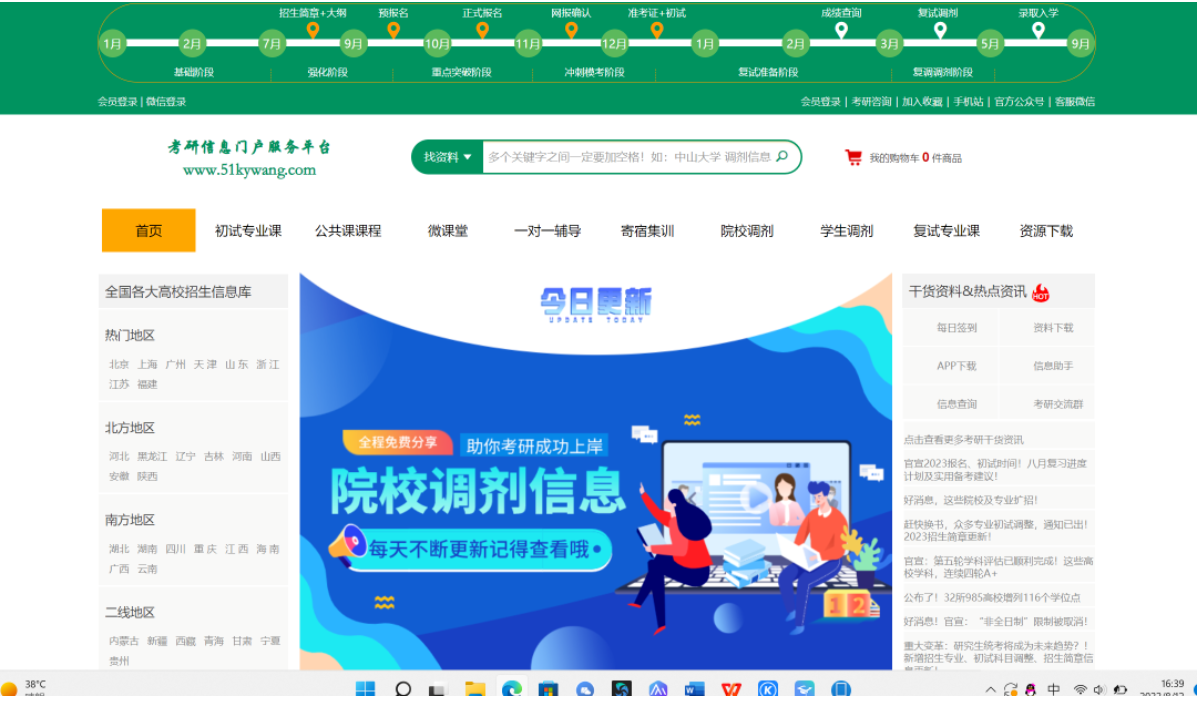 招生简章+大纲 预报名 正式报名 网报确认 准考证+初试 成绩查询 复试调剂 录取入学
1月 2月 7月 9月 10月 11月 12月 1月 2月 3月 5月 9月
基础阶段 强化阶段 重点突破阶段 冲刺模考阶段 复试准备阶段 复调调剂阶段
会员登录 | 微信登录 会员登录 | 考研咨询 | 加入收藏 | 手机站 | 官方公众号 | 客服微信
考研信息门户服务平台
www.51kywang.com
找资料 多个关键字之间一定要加空格！如：中山大学 调剂信息
我的购物车 0 件商品
首页 初试专业课 公共课课程 微课堂 一对一辅导 寄宿集训 院校调剂 学生调剂 复试专业课 资源下载
全国各大高校招生信息库
热门地区
北京 上海 广州 天津 山东 浙江
江苏 福建
北方地区
河北 黑龙江 辽宁 吉林 河南 山西
安徽 陕西
南方地区
湖北 湖南 四川 重庆 江西 海南
广西 云南
二线地区
内蒙古 新疆 西藏 青海 甘肃 宁夏
贵州
今日更新
UPDATE TODAY
全程免费分享 助你考研成功上岸
院校调剂信息
每天不断更新记得查看哦
12
干货资料&热点资讯 HOT
每日签到 资料下载
APP下载 信息助手
信息查询 考研交流群
点击查看更多考研干货资讯
官宣2023报名、初试时间！八月复习进度
计划及实用备考建议！
好消息，这些院校及专业扩招！
赶快换书，众多专业初试调整，通知已出！
2023招生简章更新！
官宣：第五轮学科评估已顺利完成！这些高
校学科，连续四轮A+
公布了！32所985高校增列116个学位点
好消息！官宣：“非全日制”限制被取消！
重大变革：研究生统考将成为未来趋势？！
新增招生专业、初试科目调整、招生简章信
38°C
中 16:39